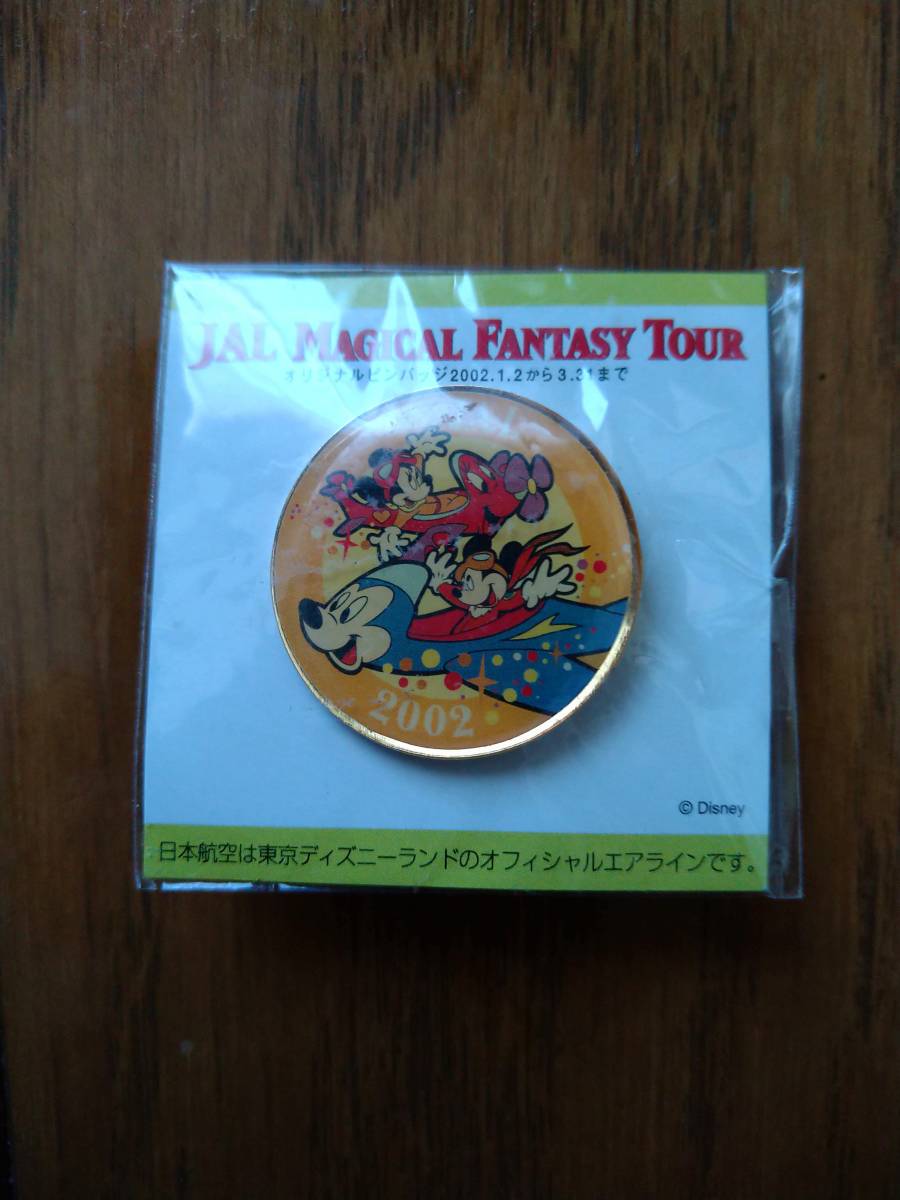 JAL MAGICAL FANTASY TOUR
オリジナルピンバッジ2002.1.2から3.31まで
2002
© Disney
日本航空は東京ディズニーランドのオフィシャルエアラインです。